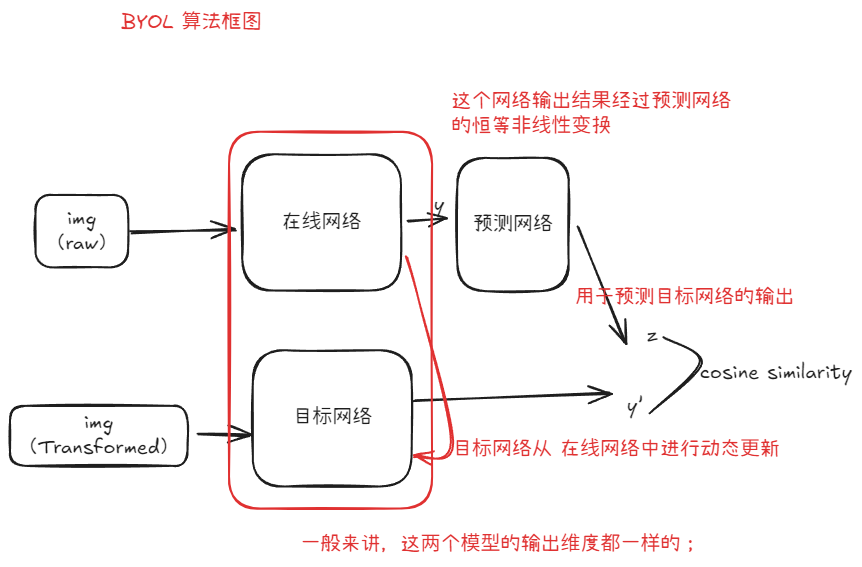 BYOL 算法框图
这个网络输出结果经过预测网络
的恒等非线性变换
img
(raw)
在线网络
y
预测网络
用于预测目标网络的输出
z
cosine similarity
y'
img
(Transformed)
目标网络
目标网络从 在线网络中进行动态更新
一般来讲，这两个模型的输出维度都一样的；